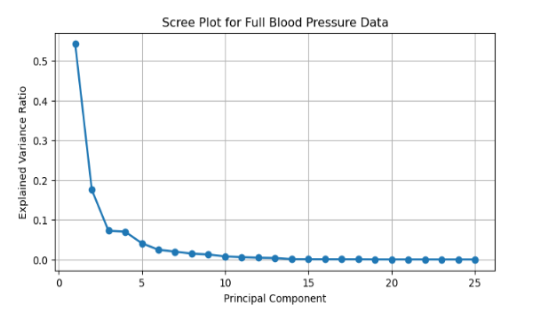 Scree Plot for Full Blood Pressure Data
Explained Variance Ratio
0.5
0.4
0.3
0.2
0.1
0.0
0 5 10 15 20 25
Principal Component